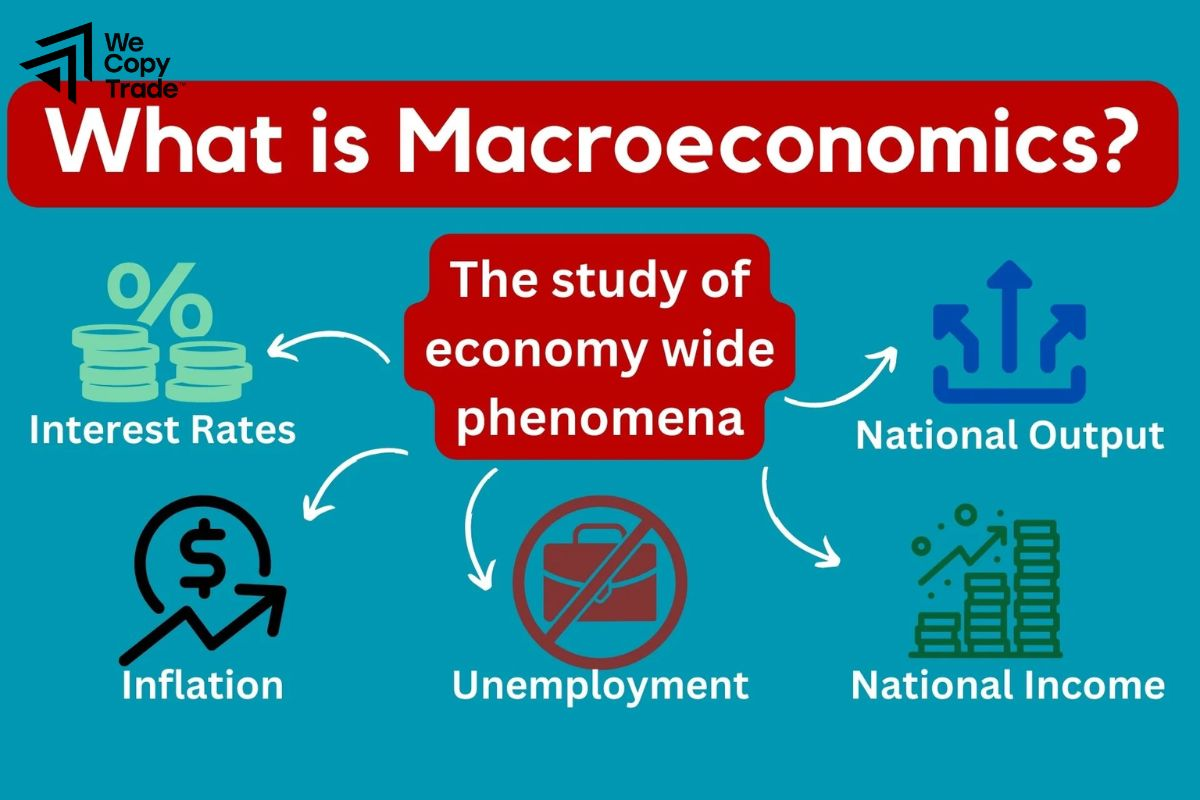 We
Copy
Trade™
What is Macroeconomics?
The study of
economy wide
phenomena
%
Interest Rates
National Output
$
Inflation
Unemployment
National Income